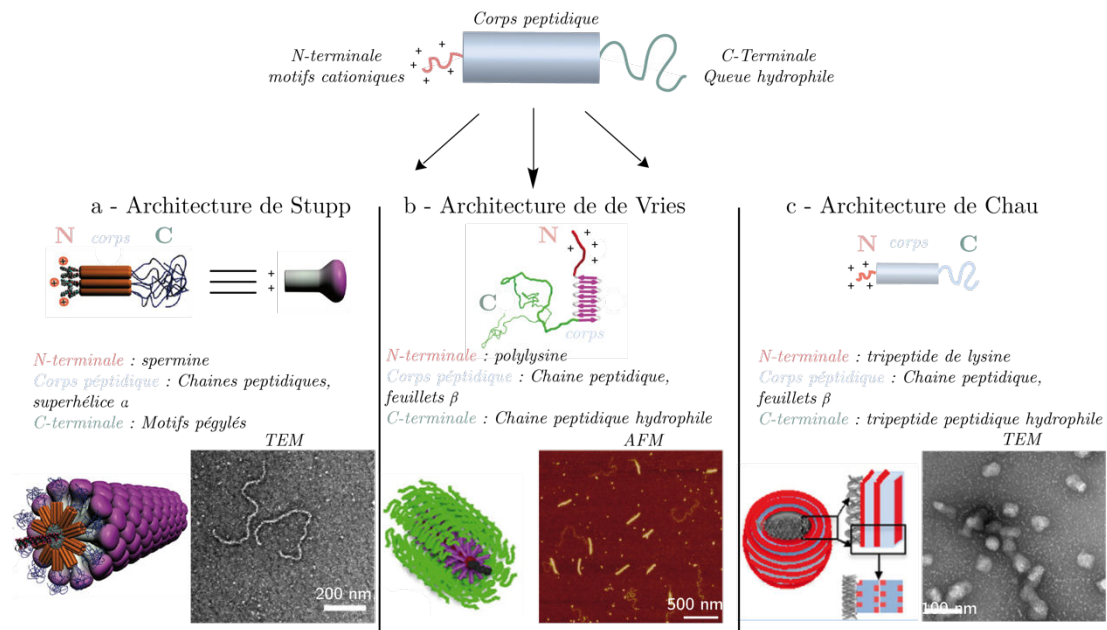 Corps peptidique
N-terminale
motifs cationiques
C-Terminale
Queue hydrophile
a - Architecture de Stupp
N corps C
N-terminale : spermine
Corps péptidique : Chaines peptidiques,
superhélice a
C-terminale : Motifs pégylés
TEM
200 nm
b - Architecture de de Vries
N
C
corps
N-terminale : polylysine
Corps péptidique : Chaine peptidique,
feuillets β
C-terminale : Chaine peptidique hydrophile
AFM
500 nm
c - Architecture de Chau
N corps C
N-terminale : tripeptide de lysine
Corps péptidique : Chaine peptidique,
feuillets β
C-terminale : tripeptide peptidique hydrophile
TEM
100 nm